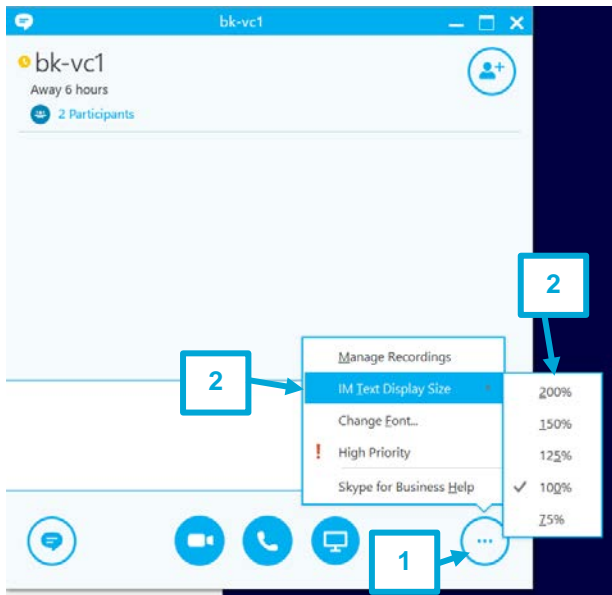 bk-vc1
bk-vc1
Away 6 hours
2 Participants
2
Manage Recordings
2
IM Text Display Size
200%
Change Font...
150%
! High Priority
125%
Skype for Business Help
100%
75%
1